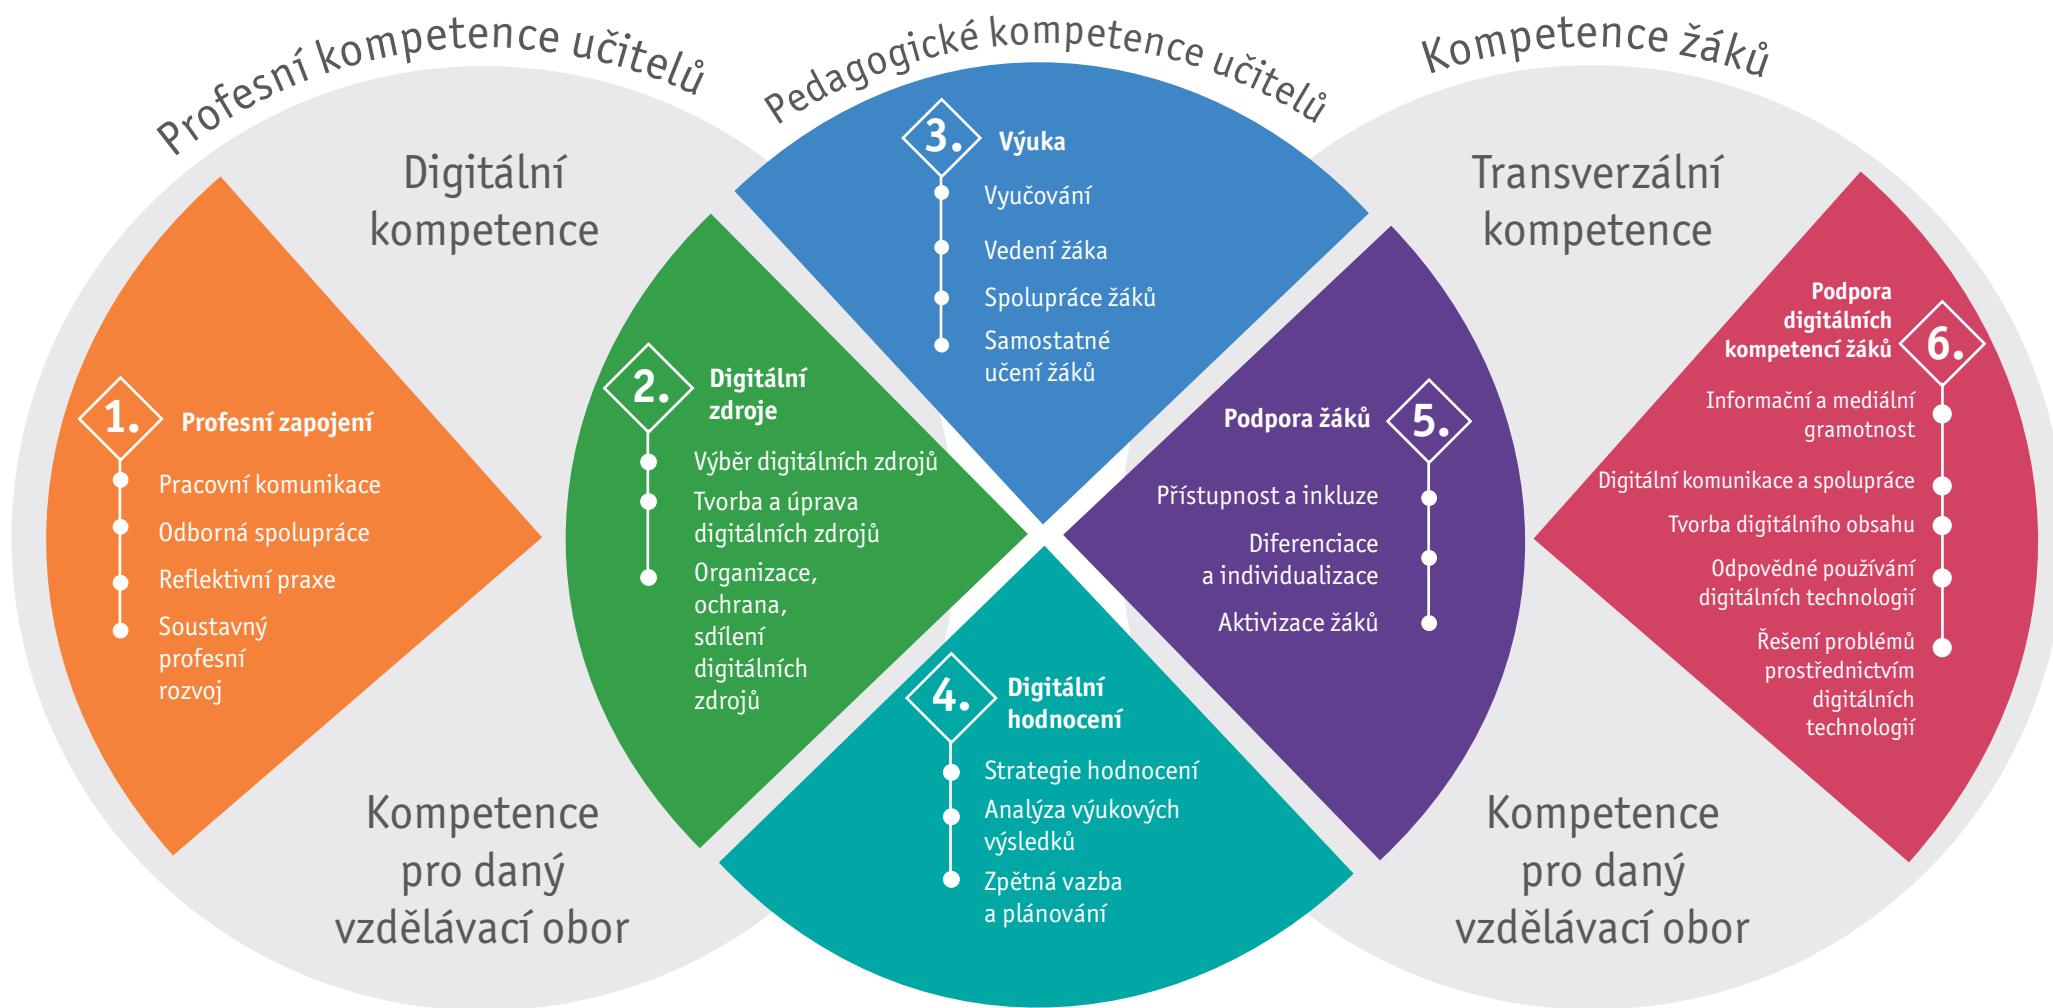 Profesní kompetence učitelů
Pedagogické kompetence učitelů
Kompetence žáků
Digitální
kompetence
Transverzální
kompetence
1.
Profesní zapojení
Pracovní komunikace
Odborná spolupráce
Reflektivní praxe
Soustavný
profesní
rozvoj
2.
Digitální
zdroje
Výběr digitálních zdrojů
Tvorba a úprava
digitálních zdrojů
Organizace,
ochrana,
sdílení
digitálních
zdrojů
3.
Výuka
Vyučování
Vedení žáka
Spolupráce žáků
Samostatné
učení žáků
4.
Digitální
hodnocení
Strategie hodnocení
Analýza výukových
výsledků
Zpětná vazba
a plánování
5.
Podpora žáků
Přístupnost a inkluze
Diferenciace
a individualizace
Aktivizace žáků
6.
Podpora
digitálních
kompetencí žáků
Informační a mediální
gramotnost
Digitální komunikace a spolupráce
Tvorba digitálního obsahu
Odpovědné používání
digitálních technologií
Řešení problémů
prostřednictvím
digitálních
technologií
Kompetence
pro daný
vzdělávací obor
Kompetence
pro daný
vzdělávací obor